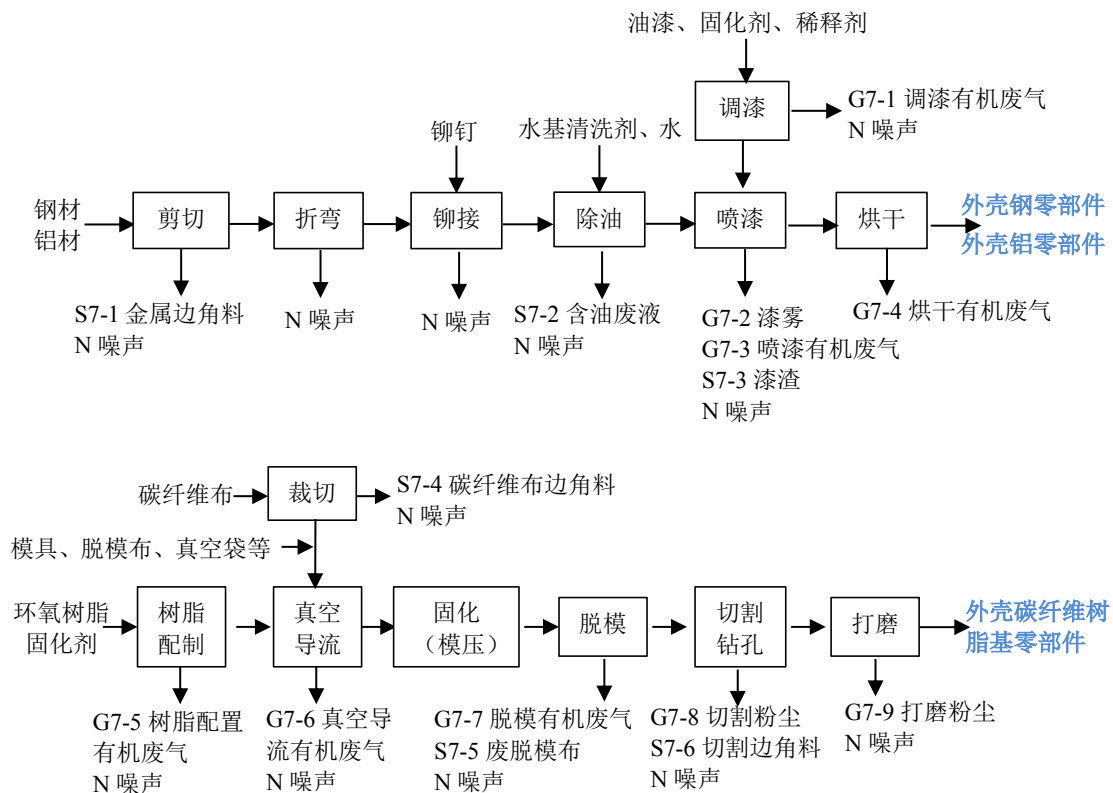 油漆、固化剂、稀释剂
调漆
G7-1 调漆有机废气
N 噪声
铆钉
水基清洗剂、水
钢材
铝材
剪切
折弯
铆接
除油
喷漆
烘干
外壳钢零部件
外壳铝零部件
S7-1 金属边角料
N 噪声
N 噪声
N 噪声
S7-2 含油废液
N 噪声
G7-2 漆雾
G7-3 喷漆有机废气
S7-3 漆渣
N 噪声
G7-4 烘干有机废气
碳纤维布
裁切
S7-4 碳纤维布边角料
N 噪声
模具、脱模布、真空袋等
环氧树脂
固化剂
树脂
配制
真空
导流
固化
（模压）
脱模
切割
钻孔
打磨
外壳碳纤维树
脂基零部件
G7-5 树脂配置
有机废气
N 噪声
G7-6 真空导
流有机废气
N 噪声
G7-7 脱模有机废气
S7-5 废脱模布
N 噪声
G7-8 切割粉尘
S7-6 切割边角料
N 噪声
G7-9 打磨粉尘
N 噪声